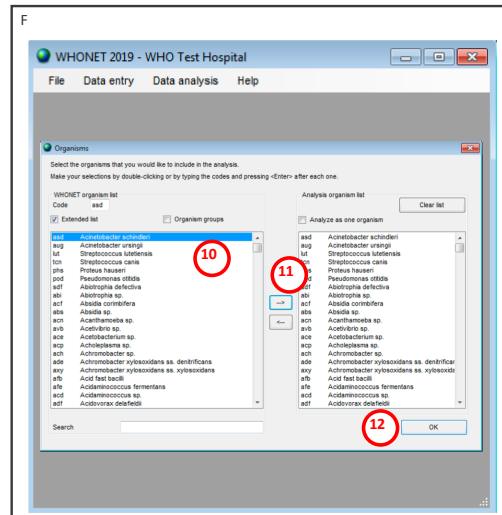 F
WHONET 2019 - WHO Test Hospital
File Data entry Data analysis Help
Organisms
Select the organisms that you would like to include in the analysis.
Make your selections by double-clicking or by typing the codes and pressing <Enter> after each one.
WHONET organism list
Code asd
Extended list Organism groups
asd Acinetobacter schindleri
aug Acinetobacter ursingii
lut Streptococcus lutetiensis
tcn Streptococcus canis
phs Proteus hauseri
pod Pseudomonas otitidis
adf Abiotrophia defectiva
abi Abiotrophia sp.
acf Absidia corimbifera
abs Absidia sp.
acn Acanthamoeba sp.
avb Acetivibrio sp.
ace Acetobacterium sp.
acp Acholeplasma sp.
ach Achromobacter sp.
ade Achromobacter xylosoxidans ss. denitrificans
axy Achromobacter xylosoxidans ss. xylosoxidans
afb Acid fast bacilli
afe Acidaminococcus fermentans
acd Acidaminococcus sp.
adf Acidovorax delafieldii
Search
10
11
-->
<--
Analysis organism list
Clear list
Analyze as one organism
asd Acinetobacter schindleri
aug Acinetobacter ursingii
lut Streptococcus lutetiensis
tcn Streptococcus canis
phs Proteus hauseri
pod Pseudomonas otitidis
adf Abiotrophia defectiva
abi Abiotrophia sp.
acf Absidia corimbifera
abs Absidia sp.
acn Acanthamoeba sp.
avb Acetivibrio sp.
ace Acetobacterium sp.
acp Acholeplasma sp.
ach Achromobacter sp.
ade Achromobacter xylosoxidans ss. denitrificar
axy Achromobacter xylosoxidans ss. xylosoxida
afb Acid fast bacilli
afe Acidaminococcus fermentans
acd Acidaminococcus sp.
adf Acidovorax delafieldii
12
OK